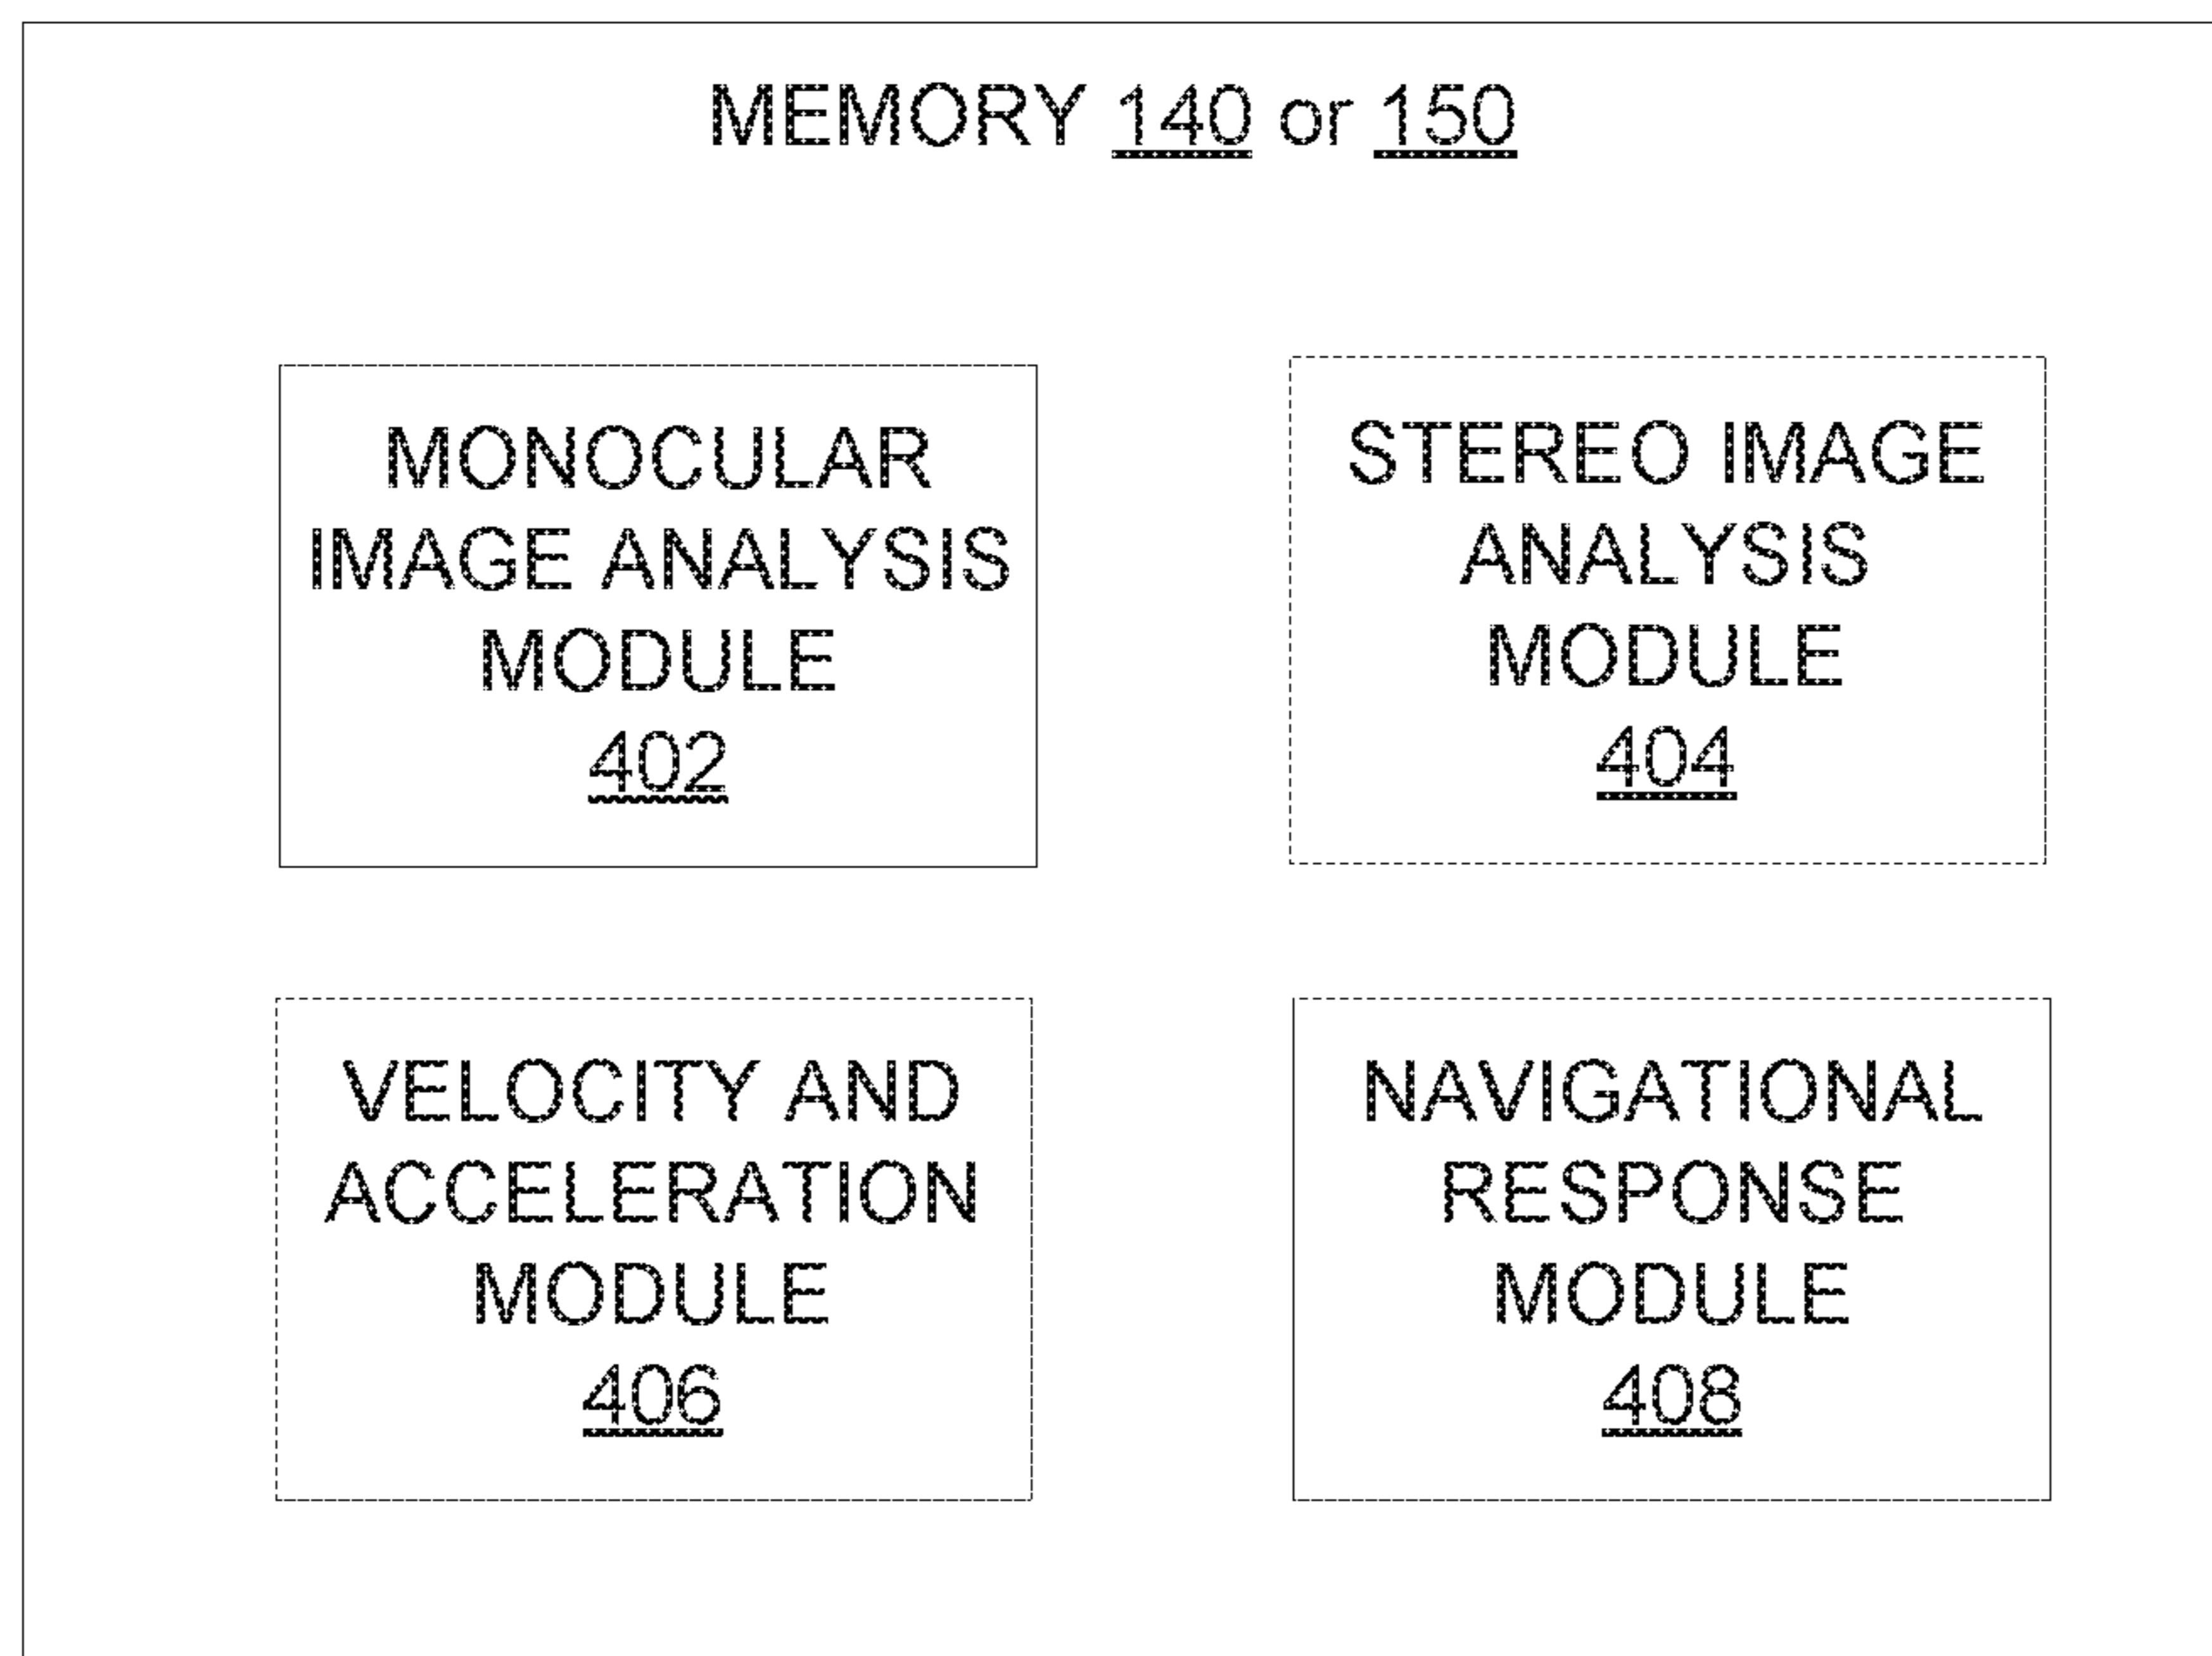 MEMORY 140 or 150
MONOCULAR
IMAGE ANALYSIS
MODULE
402
STEREO IMAGE
ANALYSIS
MODULE
404
VELOCITY AND
ACCELERATION
MODULE
406
NAVIGATIONAL
RESPONSE
MODULE
408